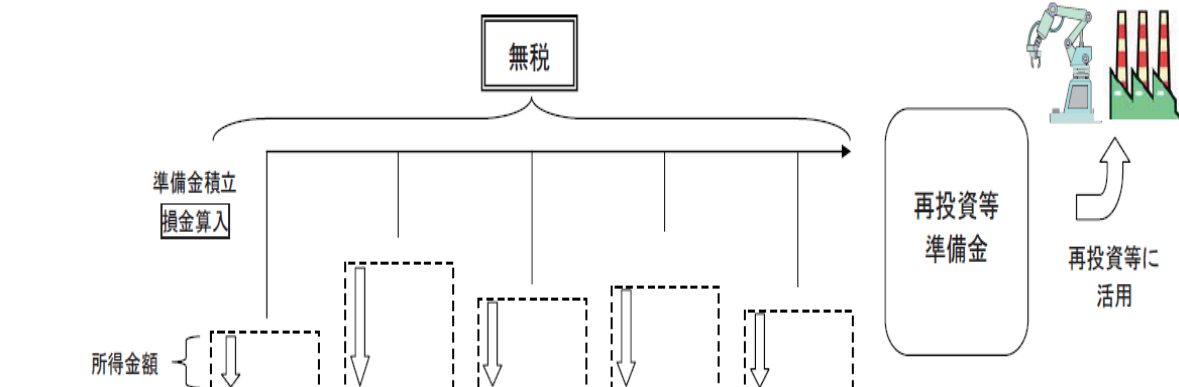 無税
準備金積立
損金算入
再投資等
準備金
再投資等に
活用
所得金額